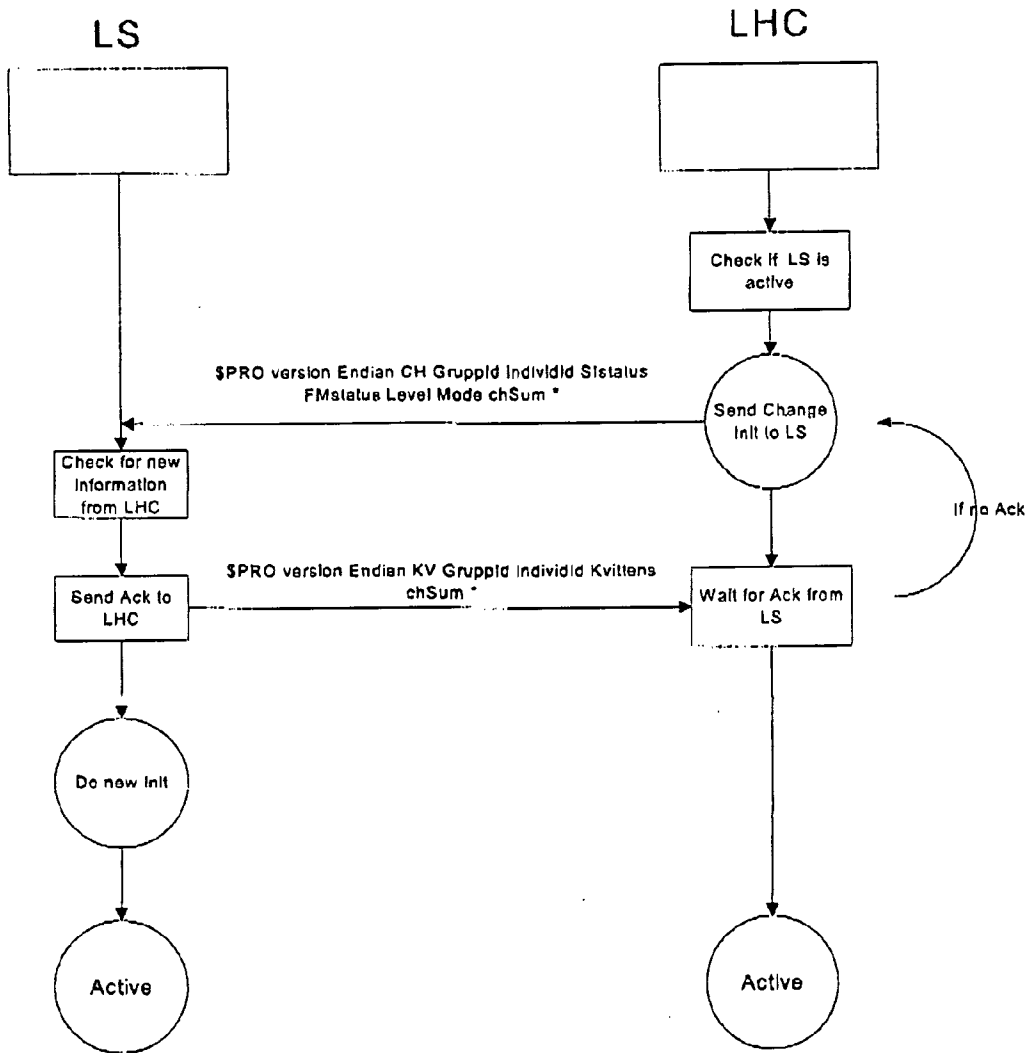 LS
LHC
Check if LS is
active
$PRO version Endian CH Gruppid Individid Sistatus
FMstatus Level Mode chSum *
Send Change
Init to LS
Check for new
information
from LHC
If no Ack
$PRO version Endian KV Gruppid Individid Kvittens
chSum *
Send Ack to
LHC
Wait for Ack from
LS
Do new Init
Active
Active